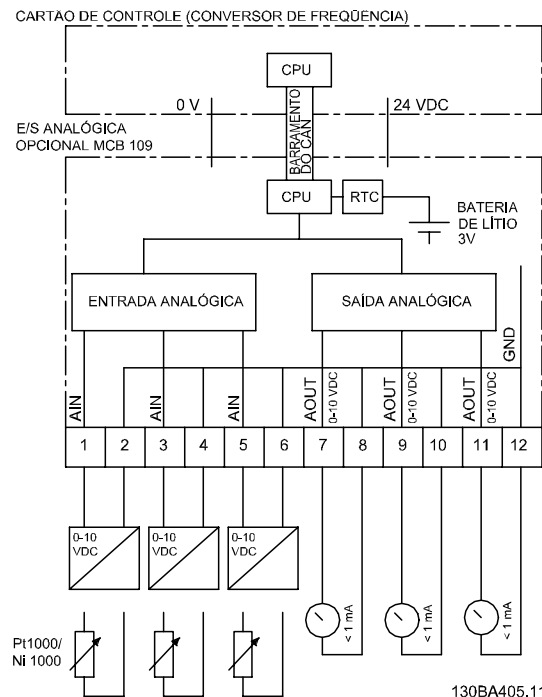 CARTÃO DE CONTROLE (CONVERSOR DE FREQÜÊNCIA)
CPU
0 V
24 VDC
BARRAMENTO
DO CAN
E/S ANALÓGICA
OPCIONAL MCB 109
CPU
RTC
BATERIA
DE LÍTIO
3V
ENTRADA ANALÓGICA
SAÍDA ANALÓGICA
GND
AIN
AIN
AIN
AOUT
0-10 VDC
AOUT
0-10 VDC
AOUT
0-10 VDC
1 2 3 4 5 6 7 8 9 10 11 12
0-10
VDC
0-10
VDC
0-10
VDC
< 1 mA
< 1 mA
< 1 mA
Pt1000/
Ni 1000
130BA405.11